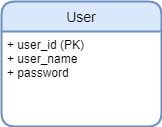 User
+ user_id (PK)
+ user_name
+ password